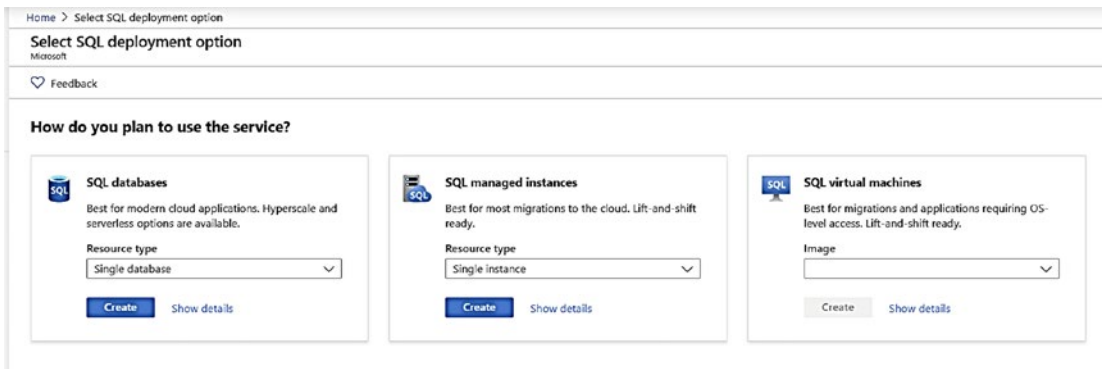 Home > Select SQL deployment option
Select SQL deployment option
Microsoft
Feedback
How do you plan to use the service?
SQL
SQL databases
Best for modern cloud applications. Hyperscale and
serverless options are available.
Resource type
Single database
Create Show details
SQL
SQL managed instances
Best for most migrations to the cloud. Lift-and-shift
ready.
Resource type
Single instance
Create Show details
SQL
SQL virtual machines
Best for migrations and applications requiring OS-
level access. Lift-and-shift ready.
Image
Create Show details